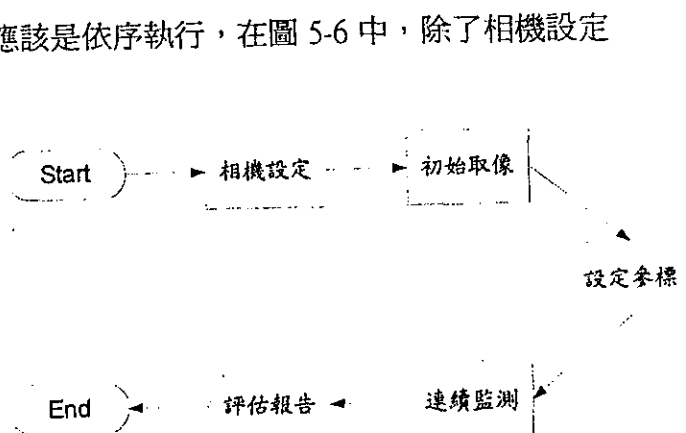 應該是依序執行,在圖 5-6 中,除了相機設定
Start
相機設定
初始取像
設定參標
連續監測
評估報告
End